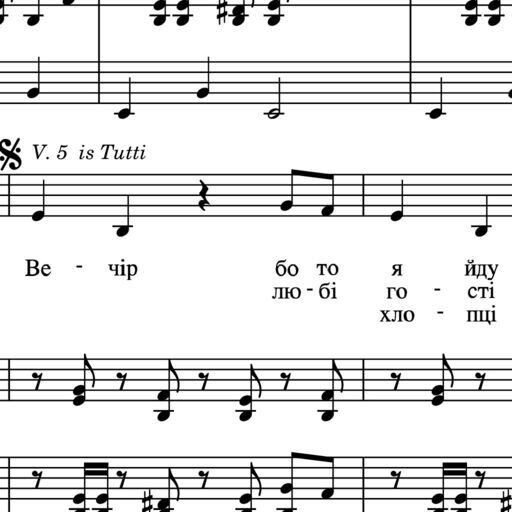 V. 5 is Tutti
Ве - чір бо то я йду
лю - бі го - сті
хло - пці